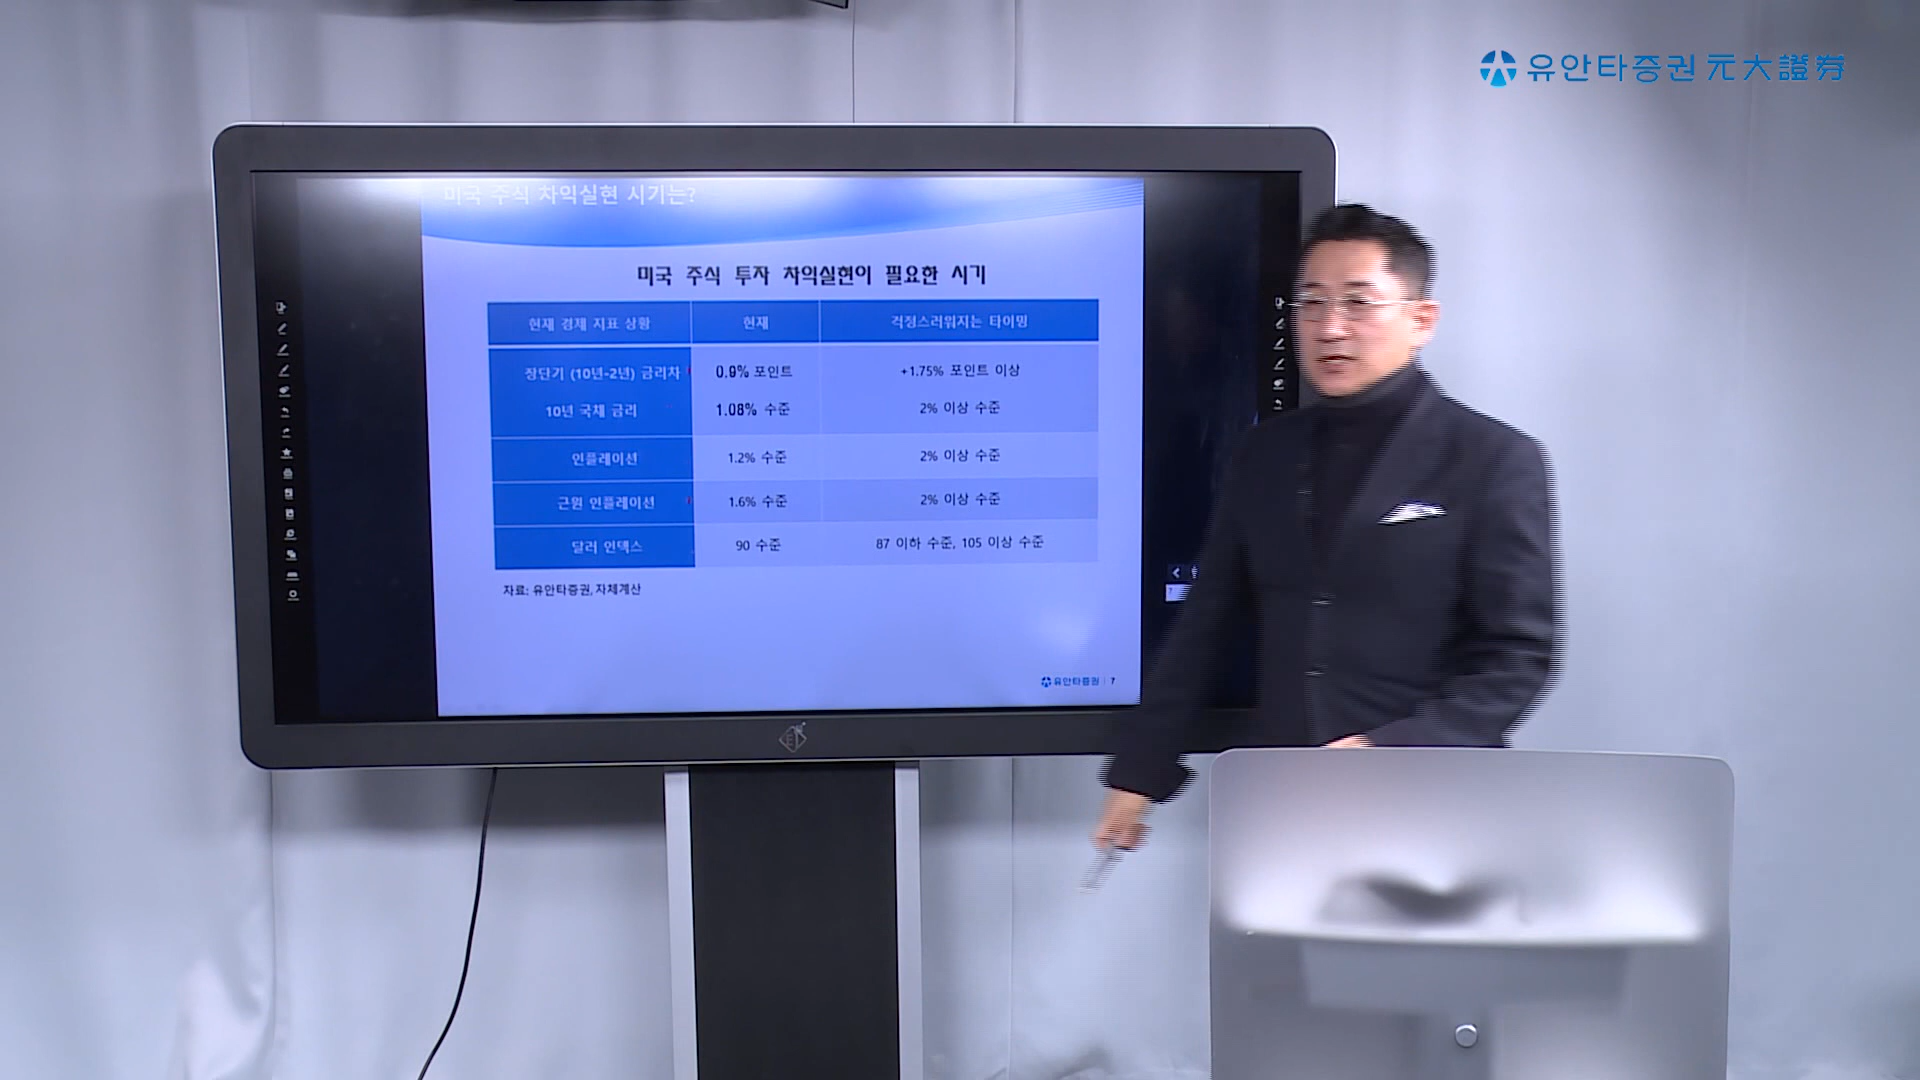 유안타증권 元大證券
미국 주식 차익실현 시기는?
미국 주식 투자 차익실현이 필요한 시기
현재 경제 지표 상황 현재 걱정스러워지는 타이밍
장단기 (10년-2년) 금리차 0.9% 포인트 +1.75% 포인트 이상
10년 국채 금리 1.08% 수준 2% 이상 수준
인플레이션 1.2% 수준 2% 이상 수준
근원 인플레이션 1.6% 수준 2% 이상 수준
달러 인덱스 90 수준 87 이하 수준, 105 이상 수준
자료: 유안타증권, 자체계산
유안타증권 7